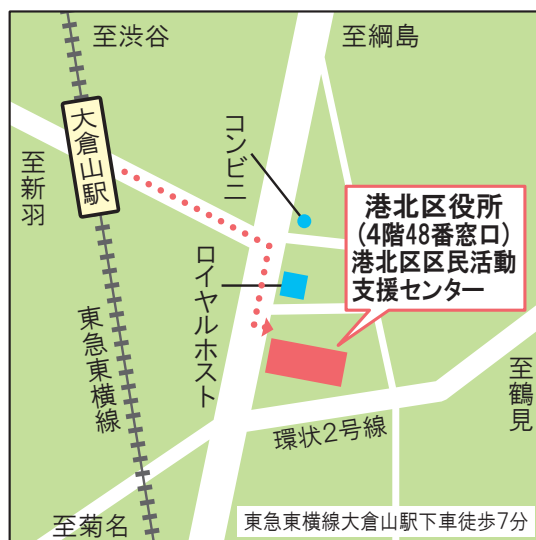 至渋谷
至綱島
大倉山駅
コンビニ
至新羽
港北区役所
(4階48番窓口)
港北区区民活動
支援センター
ロイヤルホスト
東急東横線
至鶴見
環状2号線
至菊名
東急東横線大倉山駅下車徒歩7分